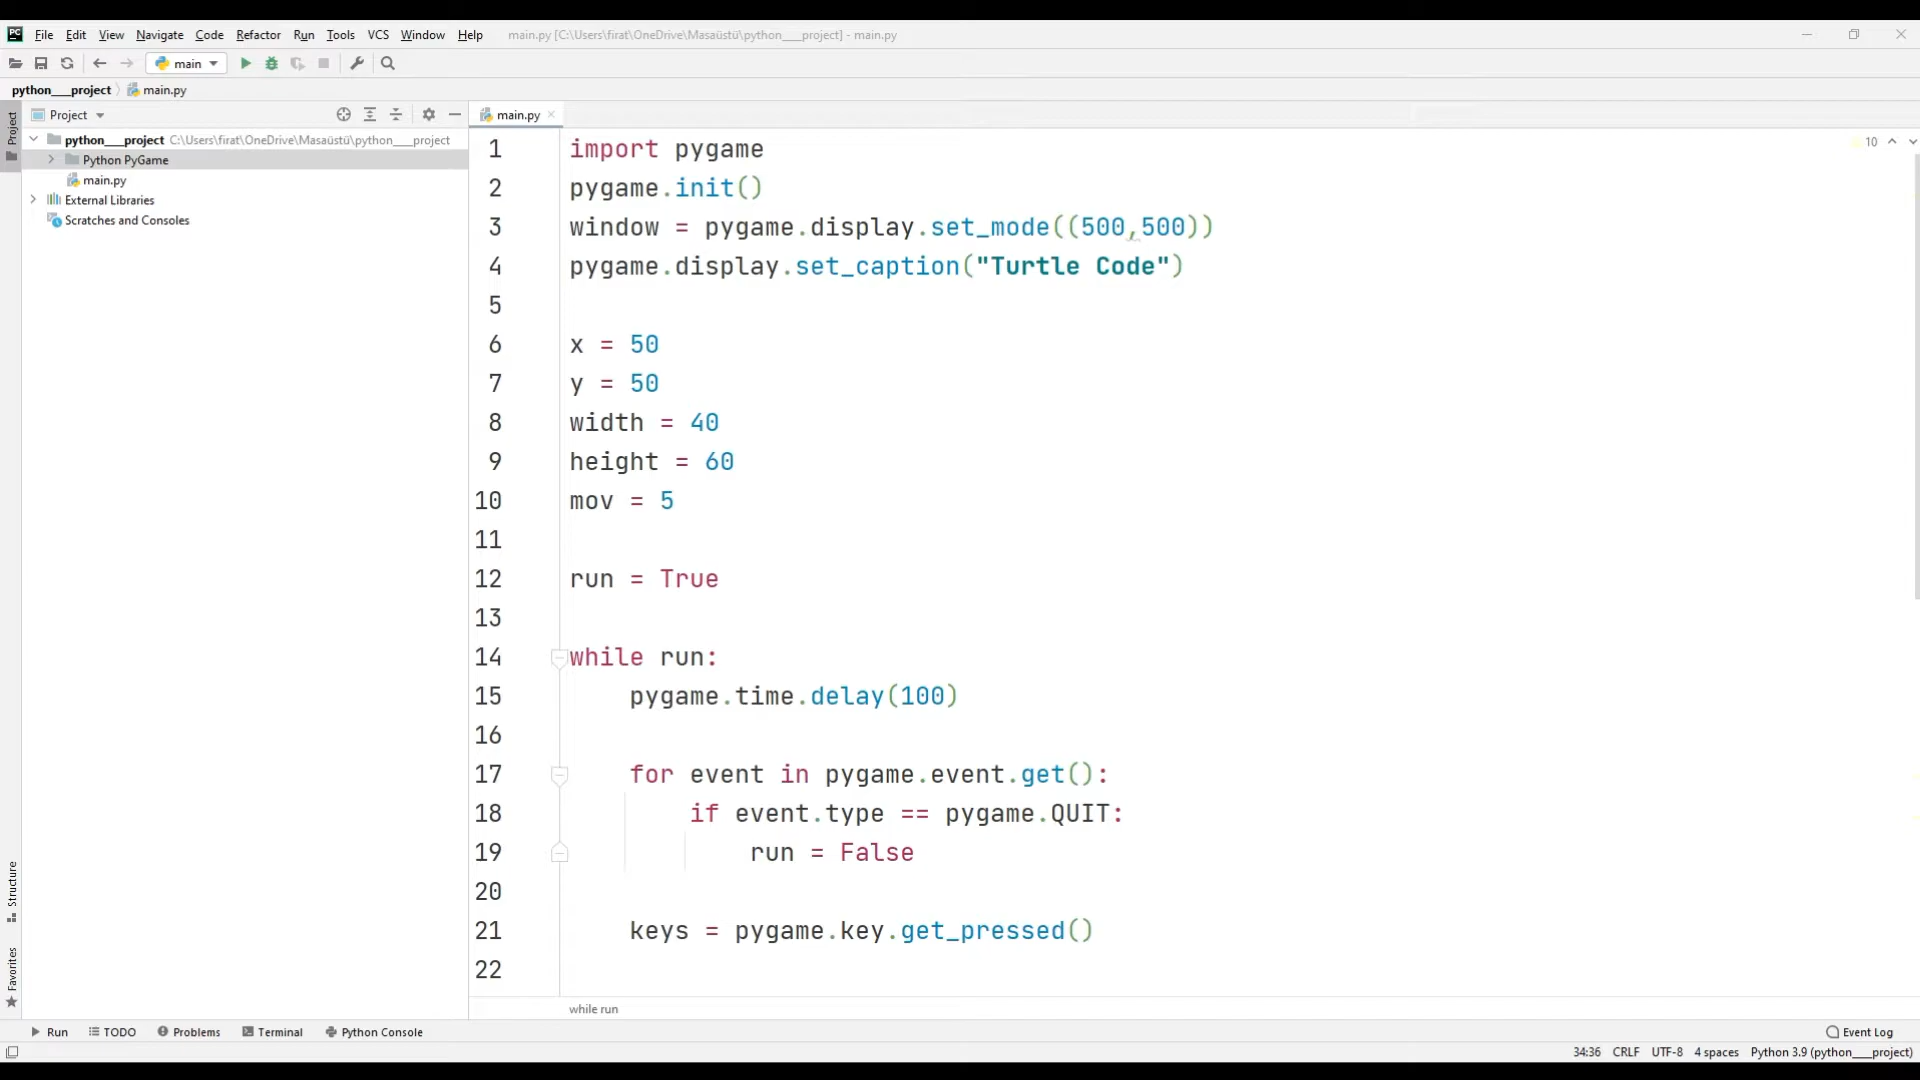 File Edit View Navigate Code Refactor Run Tools VCS Window Help main.py [C:\Users\firat\OneDrive\Masaüstü\python___project] - main.py
main
python___project main.py
Project
main.py
Project
python___project C:\Users\firat\OneDrive\Masaüstü\python___project
Python PyGame
main.py
External Libraries
Scratches and Consoles
Structure
Favorites
10
1 import pygame
2 pygame.init()
3 window = pygame.display.set_mode((500,500))
4 pygame.display.set_caption("Turtle Code")
5
6 x = 50
7 y = 50
8 width = 40
9 height = 60
10 mov = 5
11
12 run = True
13
14 while run:
15     pygame.time.delay(100)
16
17     for event in pygame.event.get():
18         if event.type == pygame.QUIT:
19             run = False
20
21     keys = pygame.key.get_pressed()
22
while run
Run TODO Problems Terminal Python Console Event Log
34:36 CRLF UTF-8 4 spaces Python 3.9 (python___project)